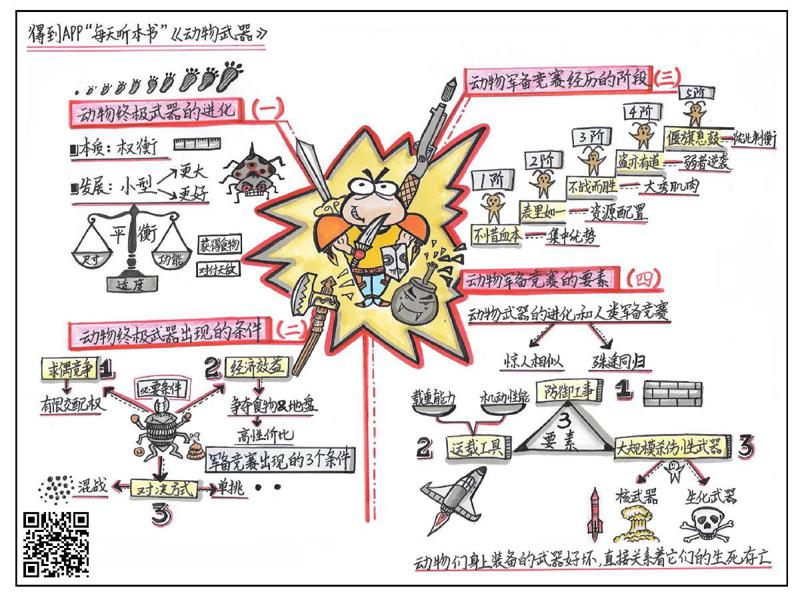 得到APP“每天听本书”《动物武器》
动物终极武器的进化(一)
本质:权衡
发展:小型
更大
更好
平衡
尺寸
功能
适度
获得食物
对付天敌
动物终极武器出现的条件(二)
求偶竞争 1
有限交配权
必要条件
2 经济效益
争夺食物&地盘
高性价比
军备竞赛出现的3个条件
混战
对决方式
单挑
3
动物军备竞赛经历的阶段(三)
1阶
2阶
3阶
4阶
5阶
不惜血本 集中优势
表里如一 资源配置
不战而胜 大秀肌肉
盗亦有道 弱者逆袭
偃旗息鼓
动物军备竞赛的要素(四)
动物武器的进化和人类军备竞赛
惊人相似
殊途同归
载重能力
机动性能
防御工事 1
3
要素
2 运载工具
大规模杀伤性武器 3
核武器
生化武器
动物们身上装备的武器好坏,直接关系着它们的生死存亡